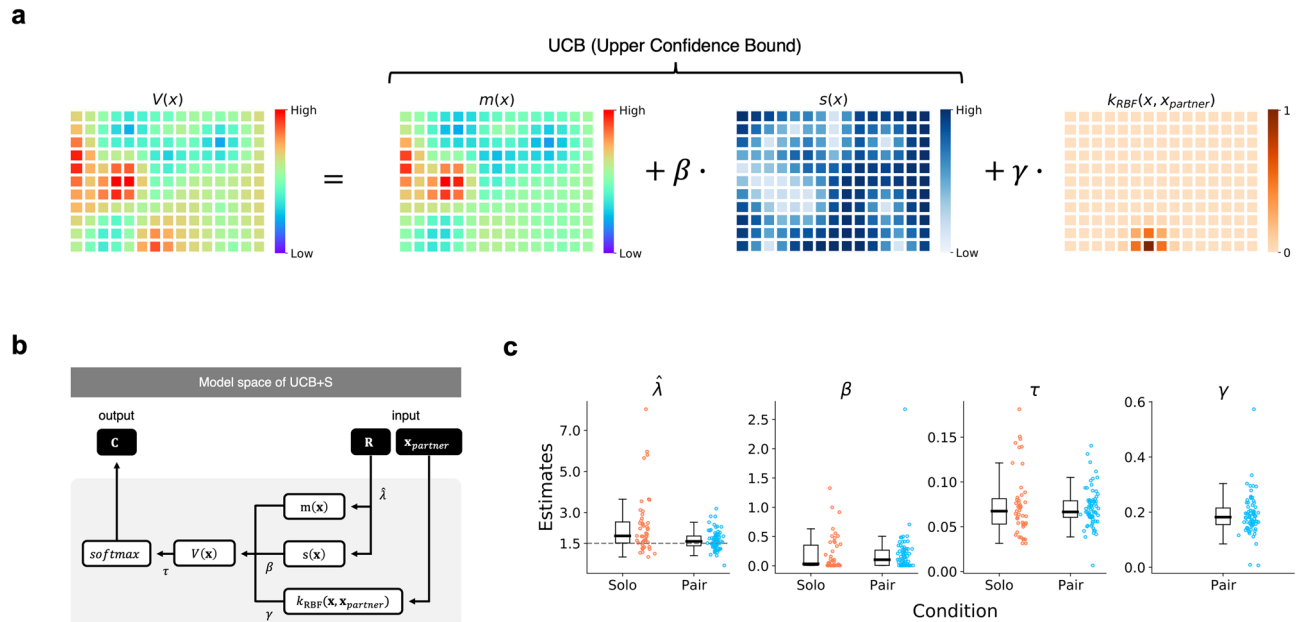 a
UCB (Upper Confidence Bound)
V(x)
High
Low
=
m(x)
High
Low
+ β ·
s(x)
High
Low
+ γ ·
k_RBF(x, x_partner)
1
0
b
Model space of UCB+S
output
input
C
R
x_partner
λ̂
m(x)
softmax
V(x)
s(x)
τ
β
k_RBF(x, x_partner)
γ
c
λ̂
β
τ
γ
Estimates
7.0
5.0
3.0
1.5
Solo
Pair
2.5
2.0
1.5
1.0
0.5
0.0
Solo
Pair
0.15
0.10
0.05
0.00
Solo
Pair
0.6
0.4
0.2
0.0
Pair
Condition